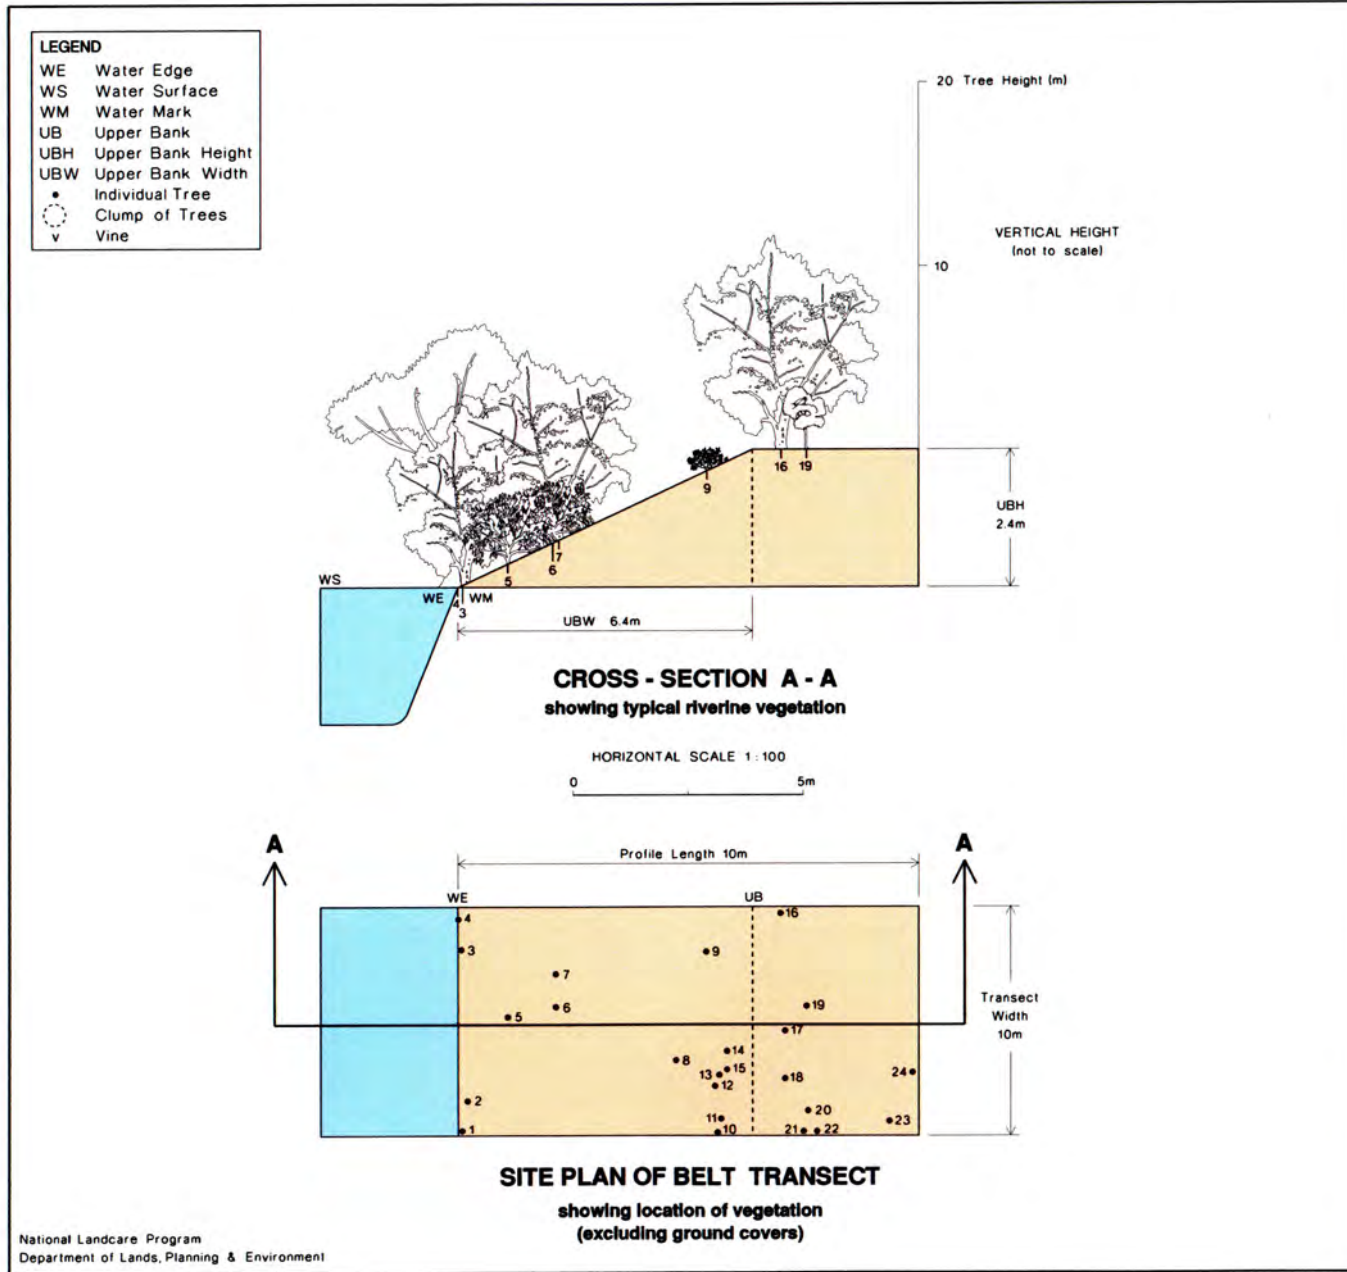 LEGEND
WE Water Edge
WS Water Surface
WM Water Mark
UB Upper Bank
UBH Upper Bank Height
UBW Upper Bank Width
Individual Tree
Clump of Trees
v Vine
20 Tree Height (m)
VERTICAL HEIGHT
(not to scale)
10
16 19
9
UBH
2.4m
7
6
5
WS
WE 4 WM
3
UBW 6.4m
CROSS - SECTION A - A
showing typical riverine vegetation
HORIZONTAL SCALE 1 : 100
0 5m
A A
Profile Length 10m
WE UB
4 16
3 9
7
6 19
5
Transect
Width
10m
17
14
8
13 15 18 24
12
2
20
11 23
1 10 21 22
SITE PLAN OF BELT TRANSECT
showing location of vegetation
(excluding ground covers)
National Landcare Program
Department of Lands, Planning & Environment